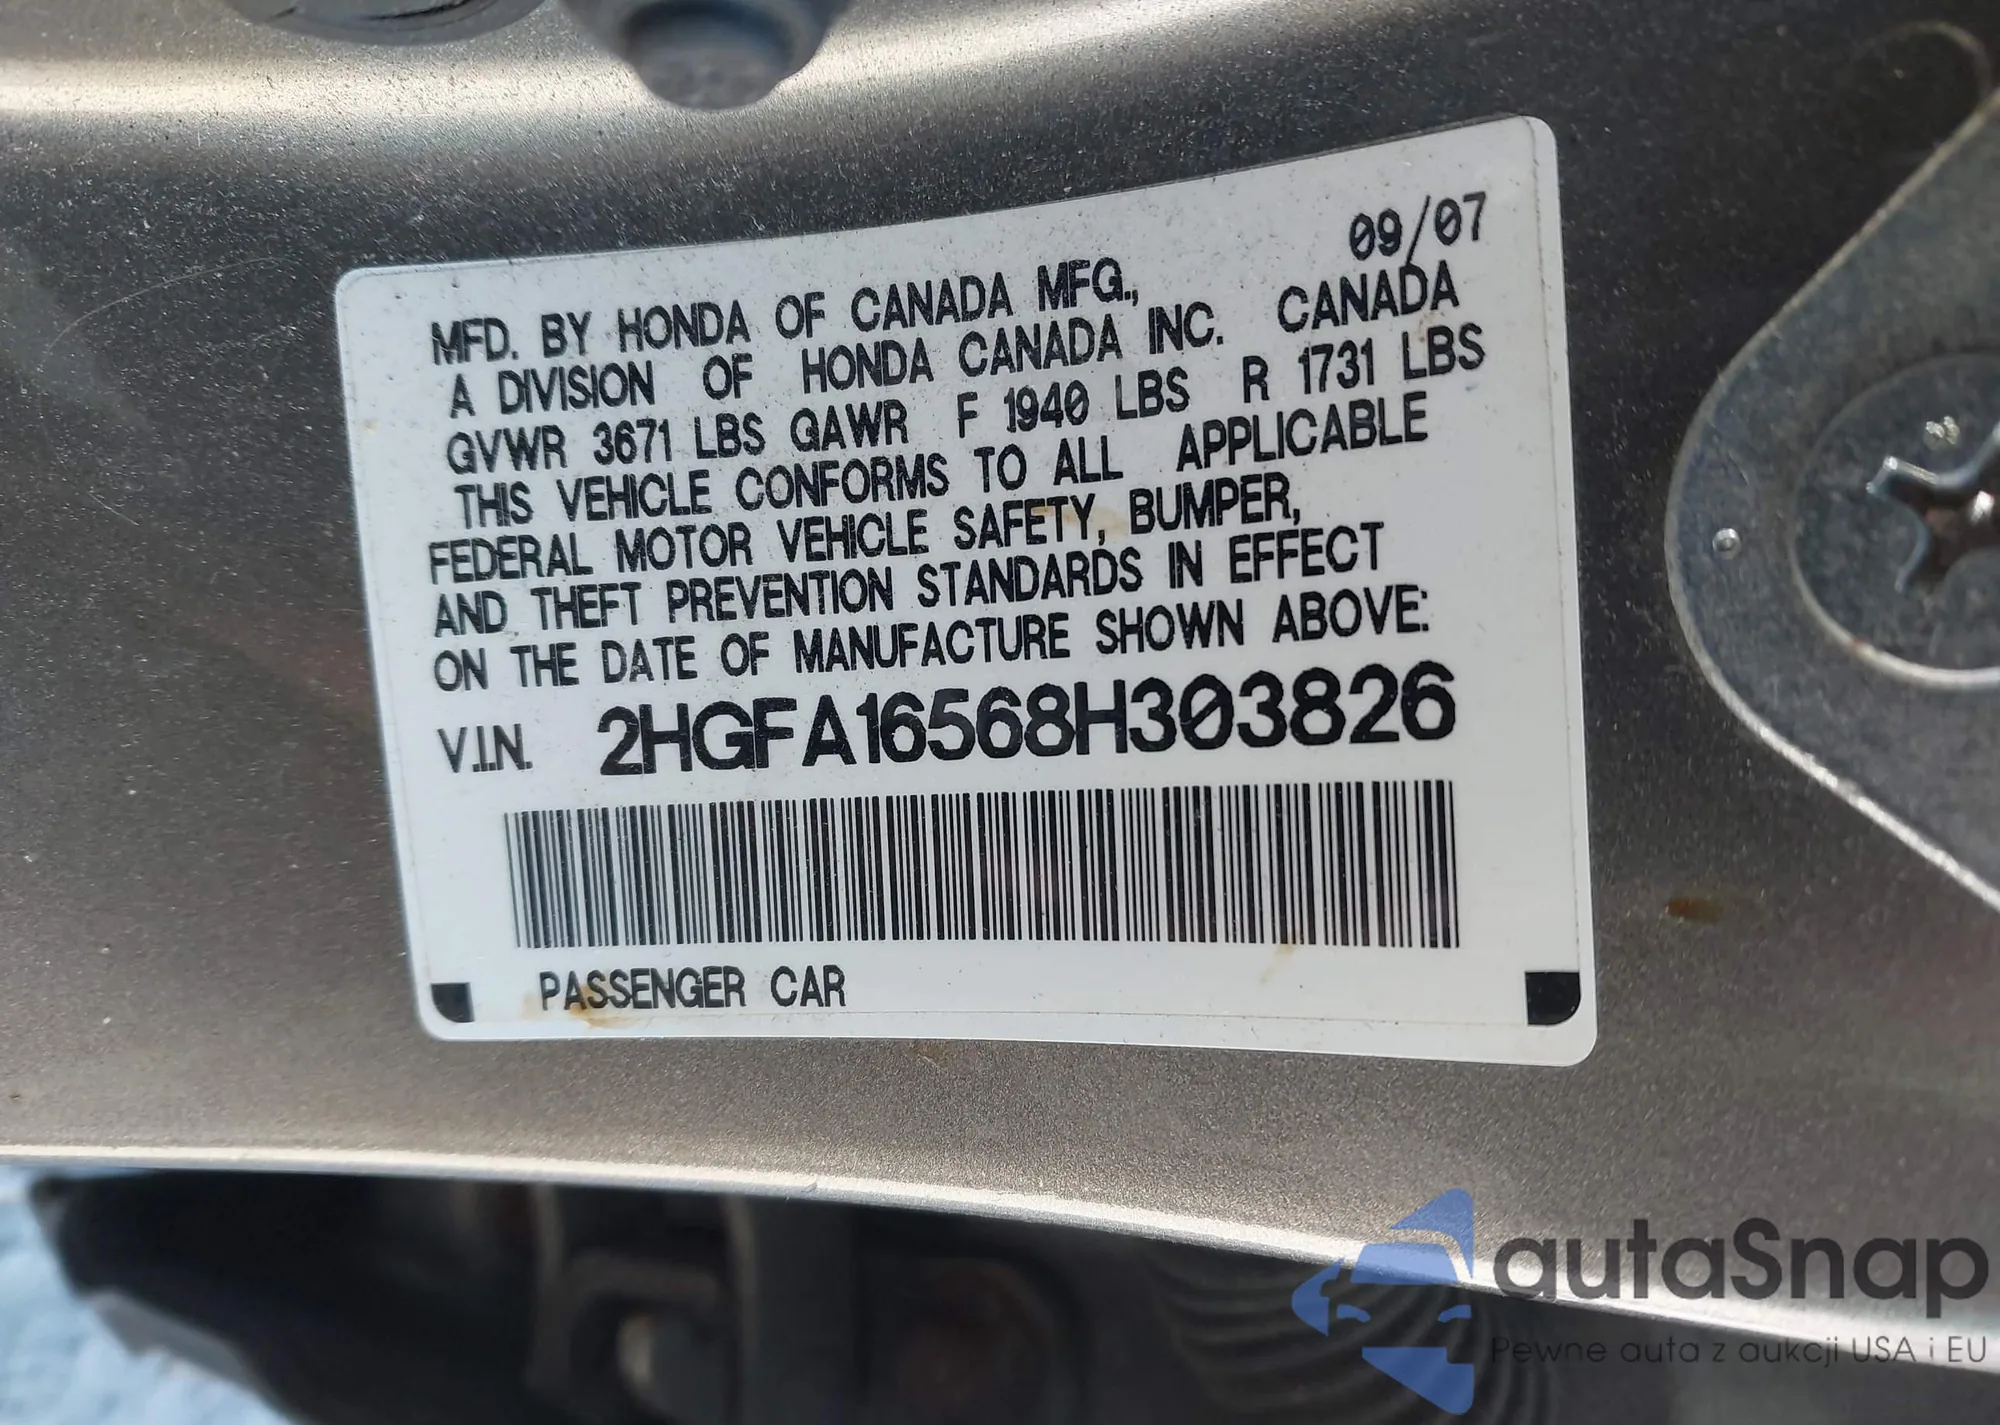 09/07
MFD. BY HONDA OF CANADA MFG.,
A DIVISION OF HONDA CANADA INC. CANADA
GVWR 3671 LBS GAWR F 1940 LBS R 1731 LBS
THIS VEHICLE CONFORMS TO ALL APPLICABLE
FEDERAL MOTOR VEHICLE SAFETY, BUMPER,
AND THEFT PREVENTION STANDARDS IN EFFECT
ON THE DATE OF MANUFACTURE SHOWN ABOVE:
V.I.N. 2HGFA16568H303826
PASSENGER CAR
autaSnap
Pewne auta z aukcji USA i EU